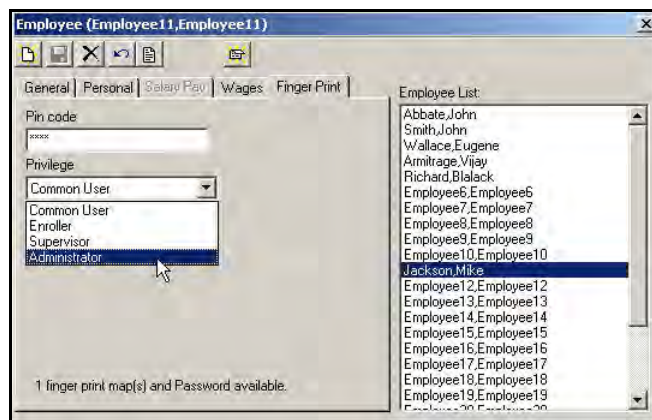 Employee (Employee11,Employee11)
General Personal Salary Pay Wages Finger Print
Pin code
xxxx
Privilege
Common User
Common User
Enroller
Supervisor
Administrator
1 finger print map(s) and Password available.
Employee List:
Abbate,John
Smith,John
Wallace,Eugene
Armitrage,Vijay
Richard,Blalack
Employee6,Employee6
Employee7,Employee7
Employee8,Employee8
Employee9,Employee9
Employee10,Employee10
Jackson,Mike
Employee12,Employee12
Employee13,Employee13
Employee14,Employee14
Employee15,Employee15
Employee16,Employee16
Employee17,Employee17
Employee18,Employee18
Employee19,Employee19